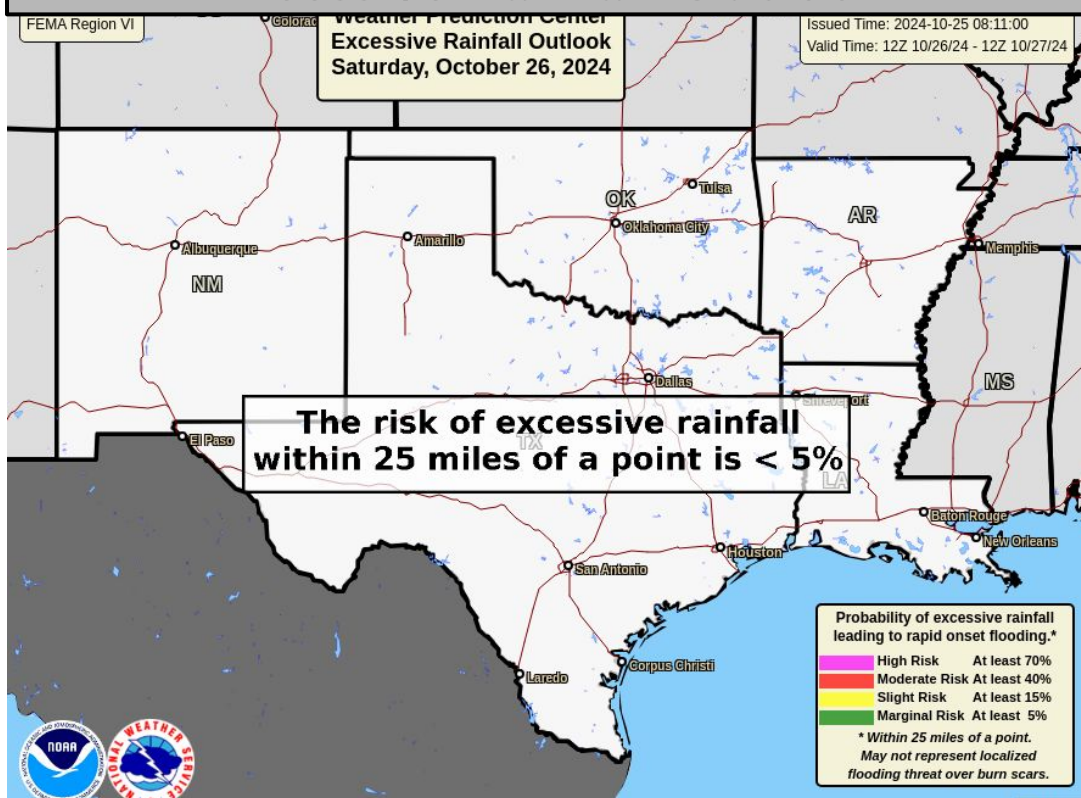 FEMA Region VI
Weather Prediction Center
Excessive Rainfall Outlook
Saturday, October 26, 2024
Issued Time: 2024-10-25 08:11:00
Valid Time: 12Z 10/26/24 - 12Z 10/27/24
Colorado
Tulsa
OK
Oklahoma City
AR
Albuquerque
Amarillo
Memphis
NM
Dallas
MS
Shreveport
The risk of excessive rainfall
within 25 miles of a point is < 5%
El Paso
TX
LA
Baton Rouge
New Orleans
Houston
San Antonio
Corpus Christi
Laredo
Probability of excessive rainfall
leading to rapid onset flooding.*
High Risk At least 70%
Moderate Risk At least 40%
Slight Risk At least 15%
Marginal Risk At least 5%
* Within 25 miles of a point.
May not represent localized
flooding threat over burn scars.
NOAA
NATIONAL WEATHER SERVICE